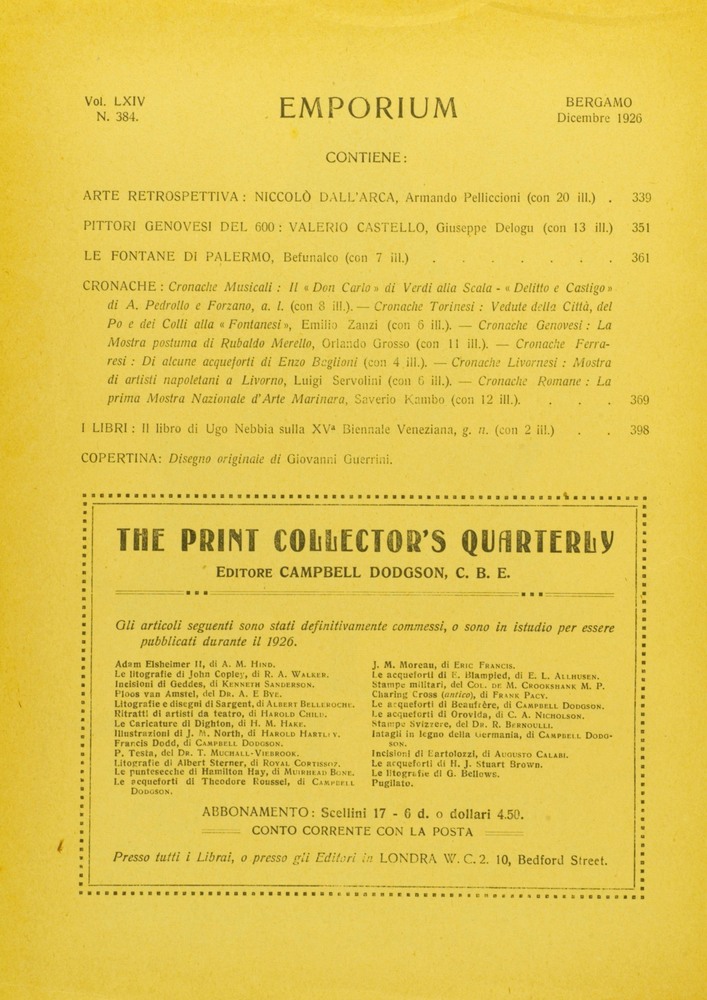 Vol. LXIV
N. 384.
EMPORIUM
BERGAMO
Dicembre 1926
CONTIENE:
ARTE RETROSPETTIVA: NICCOLÒ DALL'ARCA, Armando Pelliccioni (con 20 ill.) . 339
PITTORI GENOVESI DEL 600: VALERIO CASTELLO, Giuseppe Delogu (con 13 ill.) 351
LE FONTANE DI PALERMO, Befunalco (con 7 ill.) . . . . . . . 361
CRONACHE: Cronache Musicali: Il «Don Carlo» di Verdi alla Scala - «Delitto e Castigo»
di A. Pedrollo e Forzano, a. l. (con 8 ill.). — Cronache Torinesi: Vedute della Città, del
Po e dei Colli alla «Fontanesi», Emilio Zanzi (con 6 ill.). — Cronache Genovesi: La
Mostra postuma di Rubaldo Merello, Orlando Grosso (con 11 ill.). — Cronache Ferra-
resi: Di alcune acqueforti di Enzo Baglioni (con 4 ill.). — Cronache Livornesi: Mostra
di artisti napoletani a Livorno, Luigi Servolini (con 6 ill.). — Cronache Romane: La
prima Mostra Nazionale d'Arte Marinara, Saverio Kambo (con 12 ill.). . . . 369
I LIBRI: Il libro di Ugo Nebbia sulla XVª Biennale Veneziana, g. n. (con 2 ill.) . . 398
COPERTINA: Disegno originale di Giovanni Guerrini.
THE PRINT COLLECTOR'S QUARTERLY
EDITORE CAMPBELL DODGSON, C. B. E.
Gli articoli seguenti sono stati definitivamente commessi, o sono in istudio per essere
pubblicati durante il 1926.
Adam Elsheimer II, di A. M. HIND.
Le litografie di John Copley, di R. A. WALKER.
Incisioni di Geddes, di KENNETH SANDERSON.
Ploos van Amstel, del DR. A. E BYE.
Litografie e disegni di Sargent, di ALBERT BELLEROCHE.
Ritratti di artisti da teatro, di HAROLD CHILD.
Le Caricature di Dighton, di H. M. HAKE.
Illustrazioni di J. M. North, di HAROLD HARTLEY.
Francis Dodd, di CAMPBELL DODGSON.
P. Testa, del DR. T. MUCHALL-VIEBROOK.
Litografie di Albert Sterner, di ROYAL CORTISSOZ.
Le puntesecche di Hamilton Hay, di MUIRHEAD BONE.
Le acqueforti di Theodore Roussel, di CAMPBELL
DODGSON.
J. M. Moreau, di ERIC FRANCIS.
Le acqueforti di E. Blampied, di E. L. ALLHUSEN.
Stampe militari, del COL. DE M. CROOKSHANK M. P.
Charing Cross (antico), di FRANK PACY.
Le acqueforti di Beaufrère, di CAMPBELL DODGSON.
Le acqueforti di Orovida, di C. A. NICHOLSON.
Stampe Svizzere, del DR. R. BERNOULLI.
Intagli in legno della Germania, di CAMPBELL DODG-
SON.
Incisioni di Bartolozzi, di AUGUSTO CALABI.
Le acqueforti di H. J. Stuart Brown.
Le litografie di G. Bellows.
Pugliato.
ABBONAMENTO: Scellini 17 - 6 d. o dollari 4.50.
CONTO CORRENTE CON LA POSTA
Presso tutti i Librai, o presso gli Editori in LONDRA W. C. 2. 10, Bedford Street.